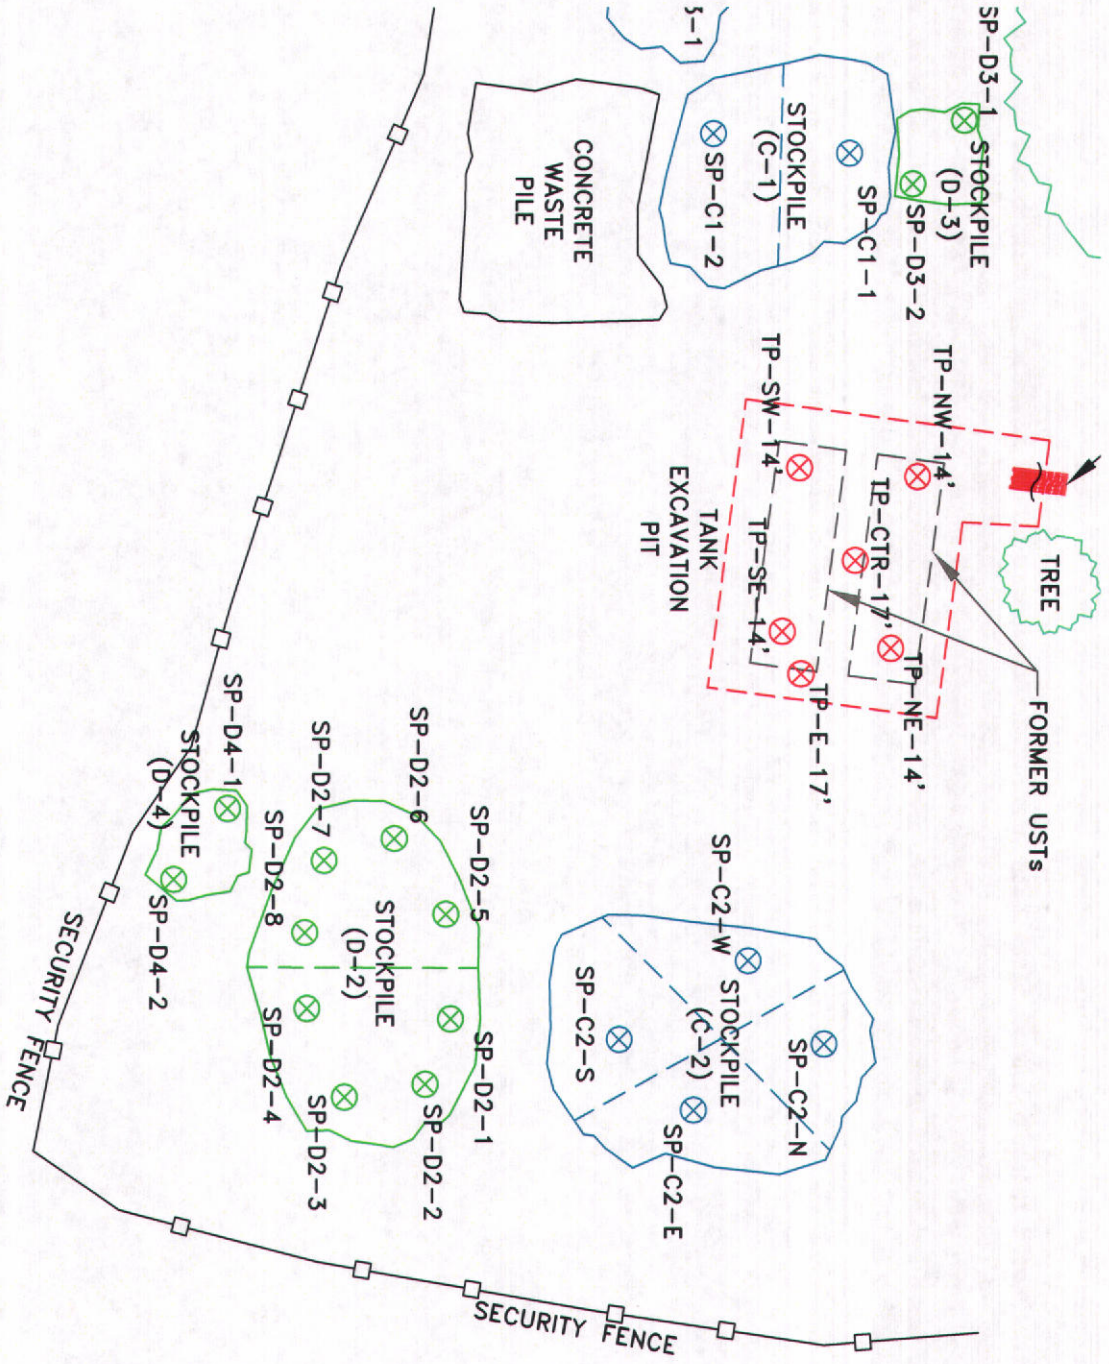 SP-D3-1
STOCKPILE
(D-3)
SP-D3-2
STOCKPILE
(C-1)
SP-C1-1
SP-C1-2
CONCRETE
WASTE
PILE
TREE
FORMER USTs
TP-NW-14'
TP-SW-14'
TP-CTR-17'
TP-NE-14'
TP-SE-14'
TP-E-17'
TANK
EXCAVATION
PIT
SP-C2-W
STOCKPILE
(C-2)
SP-C2-N
SP-C2-S
SP-C2-E
SP-D2-5
SP-D2-6
SP-D2-7
SP-D2-8
STOCKPILE
(D-2)
SP-D2-1
SP-D2-2
SP-D2-3
SP-D2-4
SP-D4-1
STOCKPILE
(D-4)
SP-D4-2
SECURITY FENCE
SECURITY FENCE